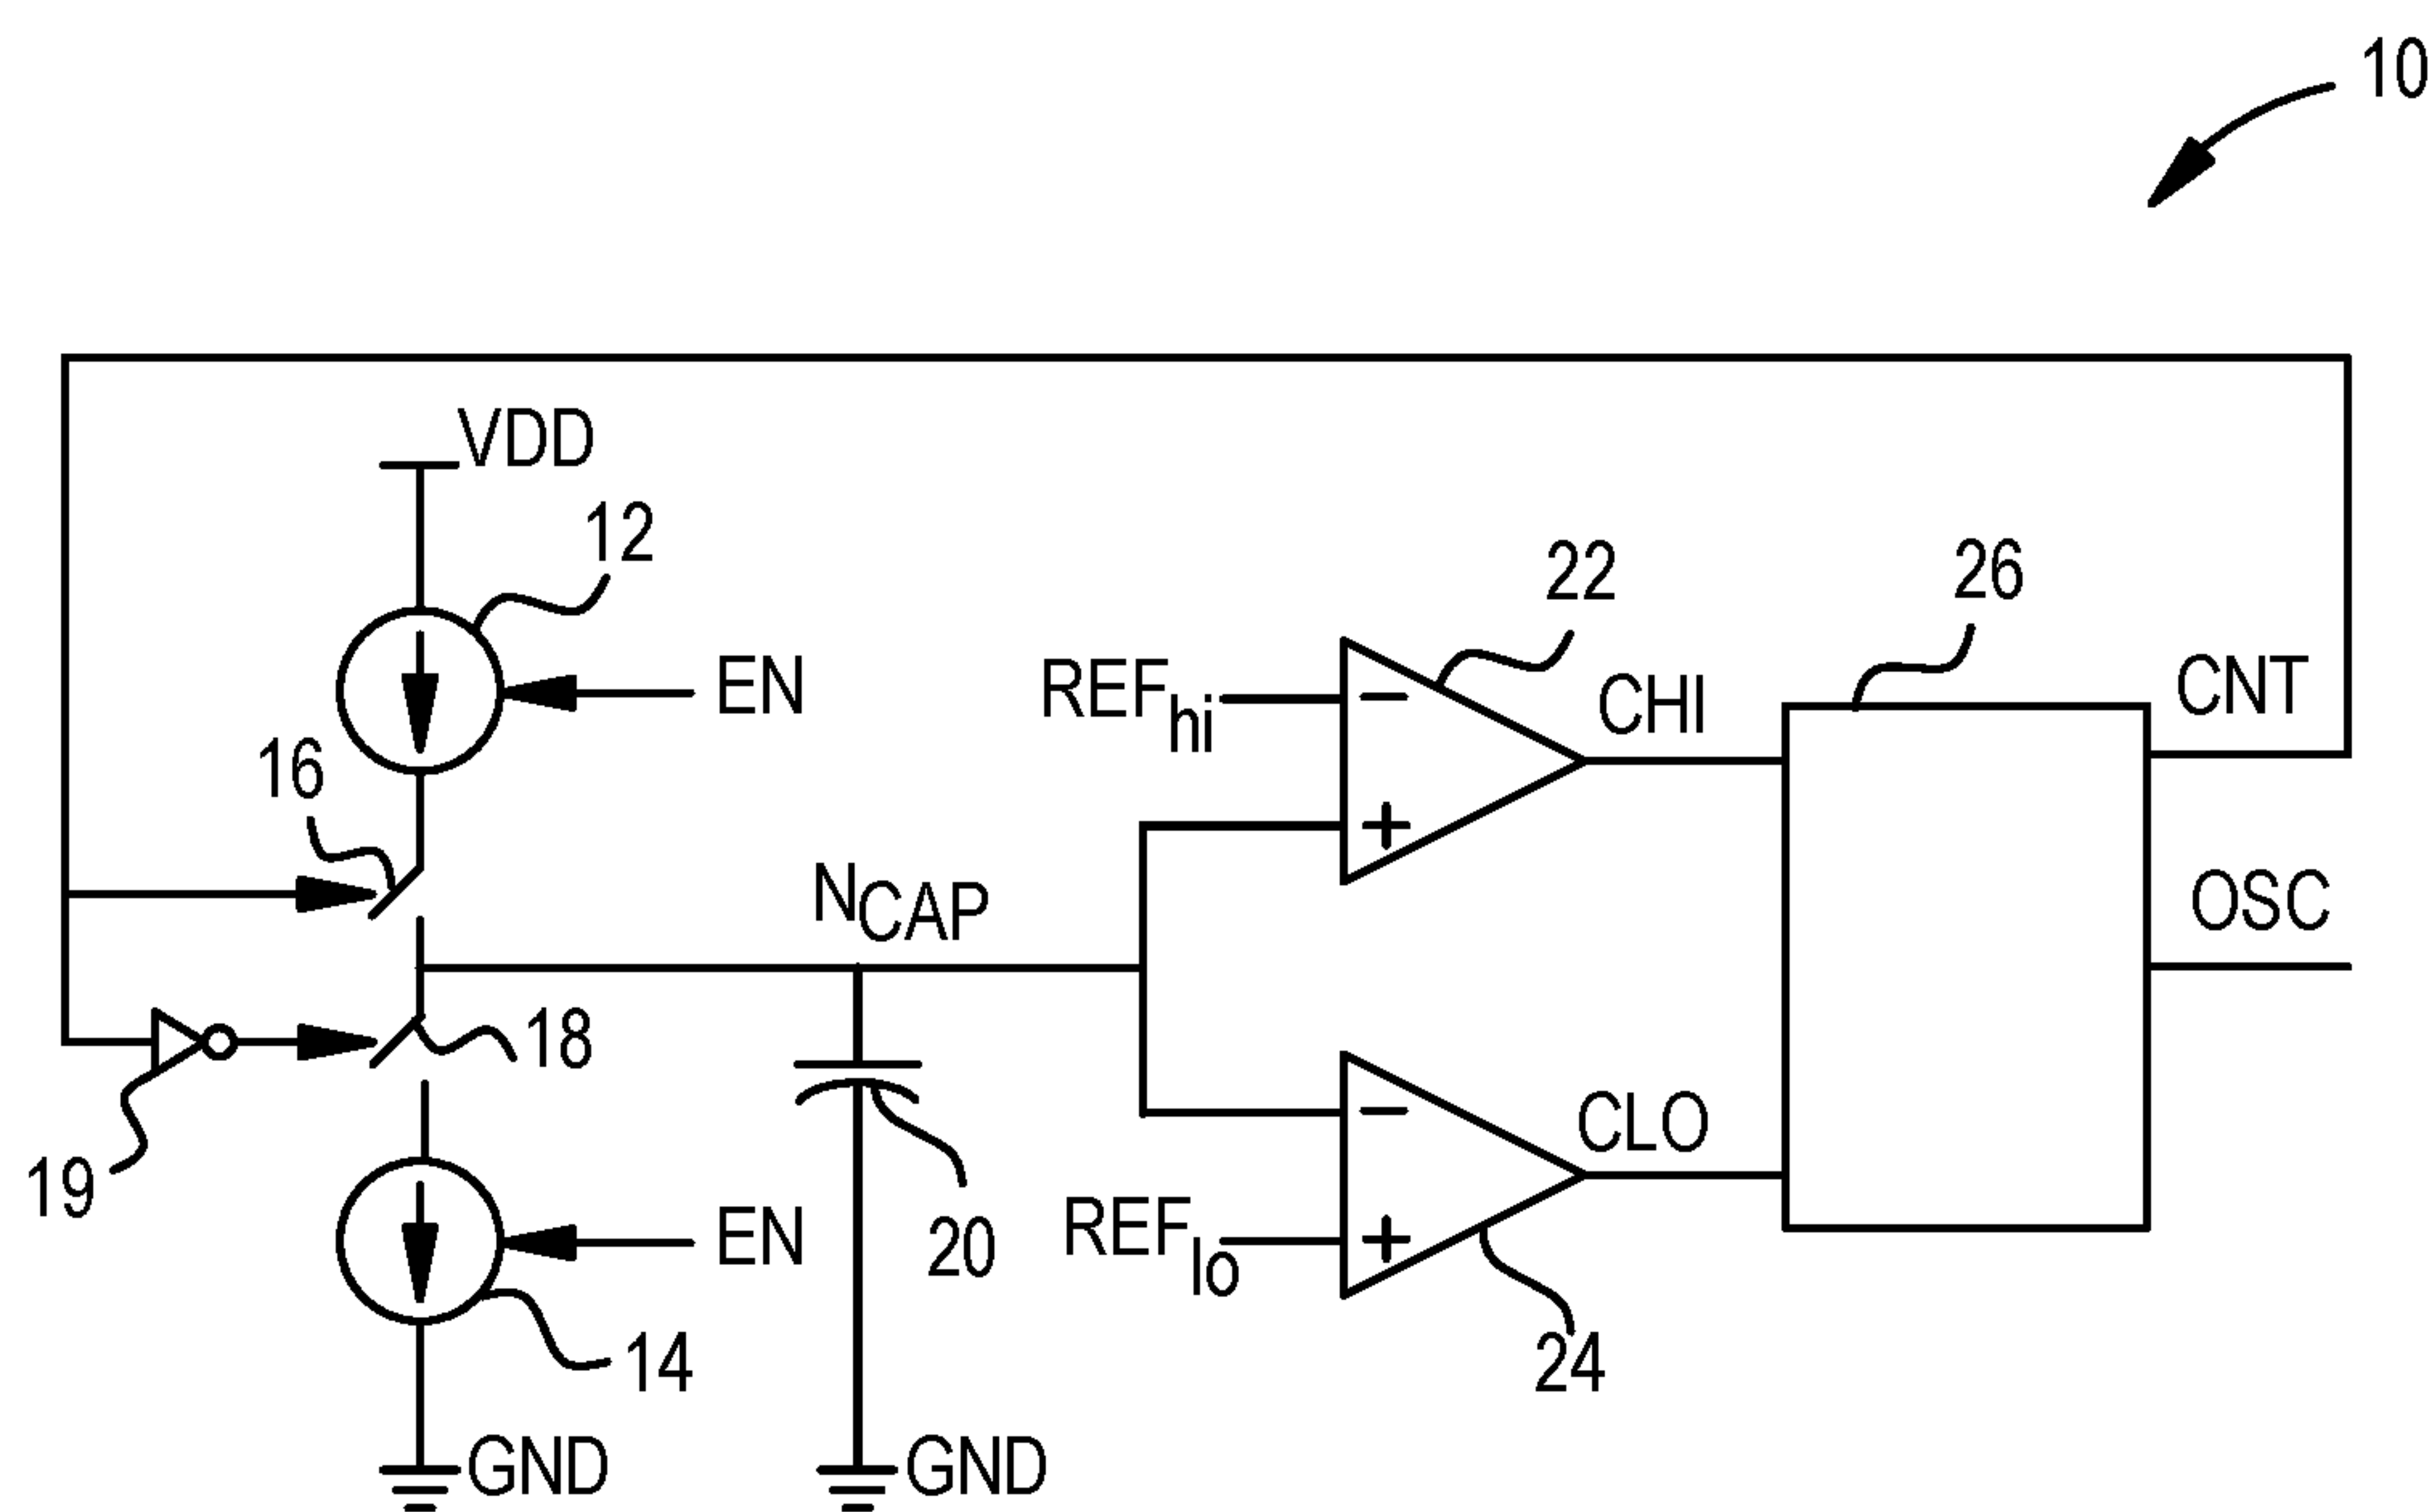 10
VDD
12
EN
16
22
26
REFhi
CHI
CNT
NCAP
OSC
18
19
CLO
EN
20
REFlo
14
24
GND
GND